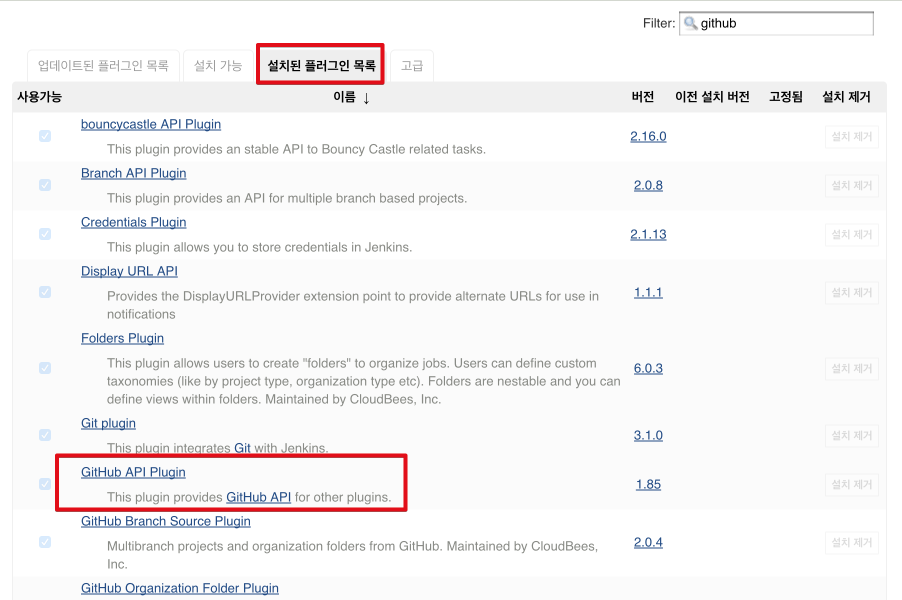 Filter: github
업데이트된 플러그인 목록 설치 가능 설치된 플러그인 목록 고급
사용가능 이름 ↓ 버전 이전 설치 버전 고정됨 설치 제거
bouncycastle API Plugin
This plugin provides an stable API to Bouncy Castle related tasks.
2.16.0 설치 제거
Branch API Plugin
This plugin provides an API for multiple branch based projects.
2.0.8 설치 제거
Credentials Plugin
This plugin allows you to store credentials in Jenkins.
2.1.13 설치 제거
Display URL API
Provides the DisplayURLProvider extension point to provide alternate URLs for use in
notifications
1.1.1 설치 제거
Folders Plugin
This plugin allows users to create "folders" to organize jobs. Users can define custom
taxonomies (like by project type, organization type etc). Folders are nestable and you can
define views within folders. Maintained by CloudBees, Inc.
6.0.3 설치 제거
Git plugin
This plugin integrates Git with Jenkins.
3.1.0 설치 제거
GitHub API Plugin
This plugin provides GitHub API for other plugins.
1.85 설치 제거
GitHub Branch Source Plugin
Multibranch projects and organization folders from GitHub. Maintained by CloudBees,
Inc.
2.0.4 설치 제거
GitHub Organization Folder Plugin